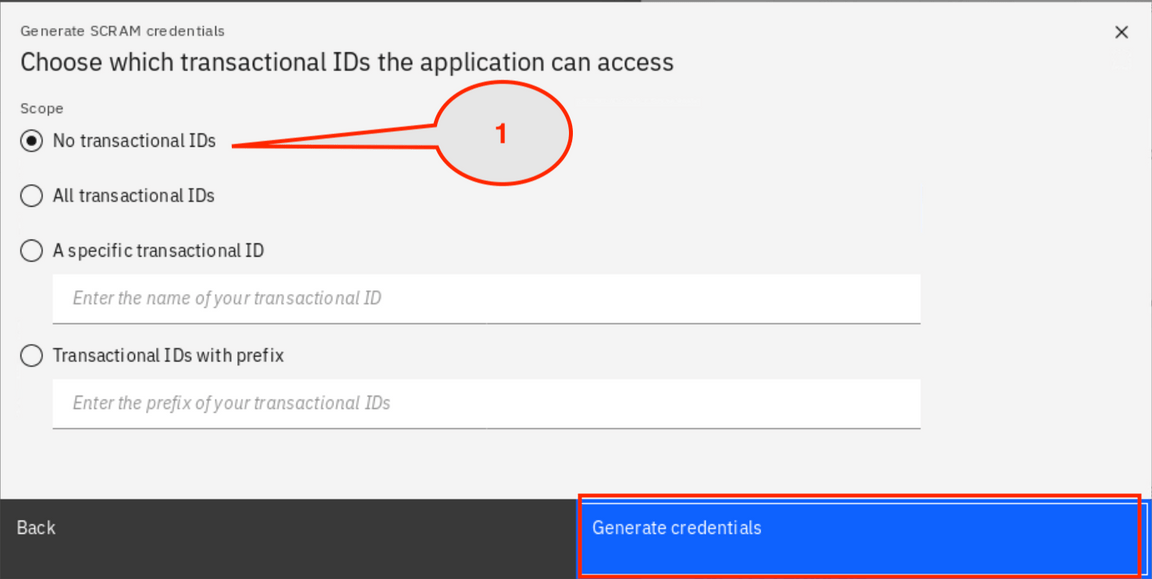 Generate SCRAM credentials
Choose which transactional IDs the application can access
Scope
No transactional IDs
1
All transactional IDs
A specific transactional ID
Enter the name of your transactional ID
Transactional IDs with prefix
Enter the prefix of your transactional IDs
Back
Generate credentials